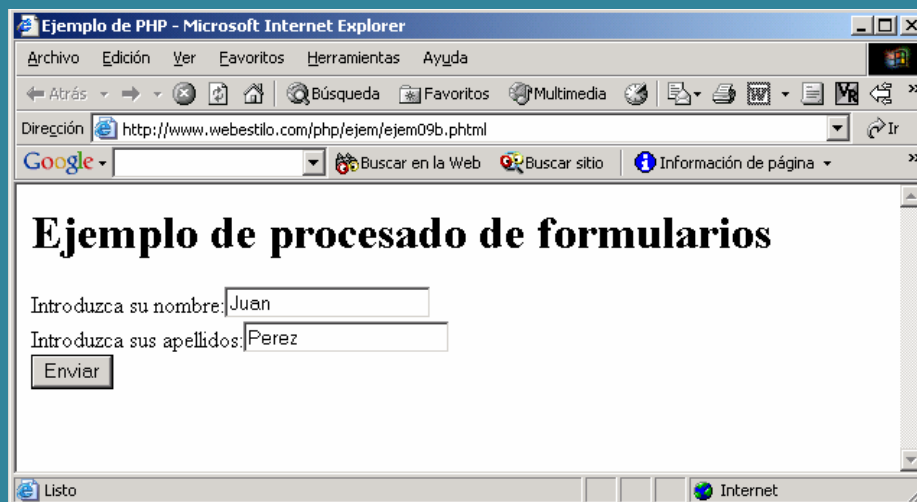 Ejemplo de PHP - Microsoft Internet Explorer
Archivo Edición Ver Favoritos Herramientas Ayuda
Atrás Búsqueda Favoritos Multimedia
Dirección http://www.webestilo.com/php/ejem/ejem09b.phtml Ir
Google Buscar en la Web Buscar sitio Información de página »
Ejemplo de procesado de formularios
Introduzca su nombre: Juan
Introduzca sus apellidos: Perez
Enviar
Listo Internet